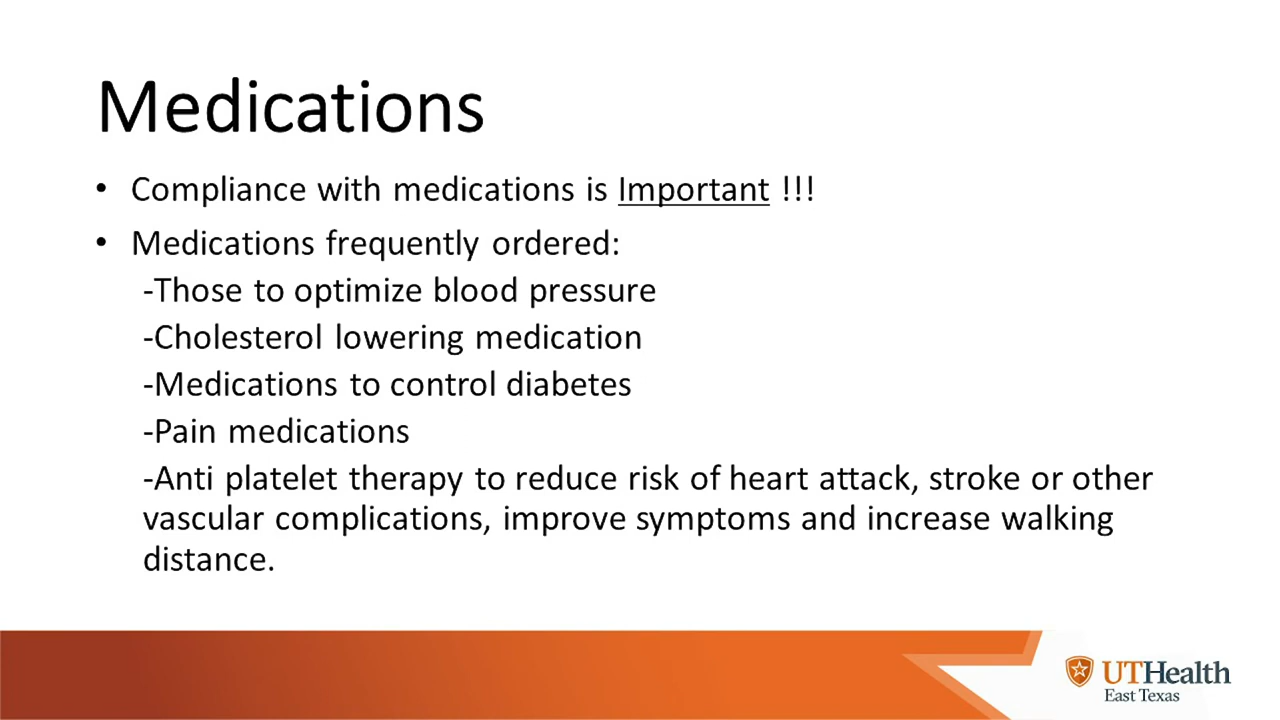 Medications
• Compliance with medications is Important !!!
• Medications frequently ordered:
-Those to optimize blood pressure
-Cholesterol lowering medication
-Medications to control diabetes
-Pain medications
-Anti platelet therapy to reduce risk of heart attack, stroke or other
vascular complications, improve symptoms and increase walking
distance.
UTHealth
East Texas